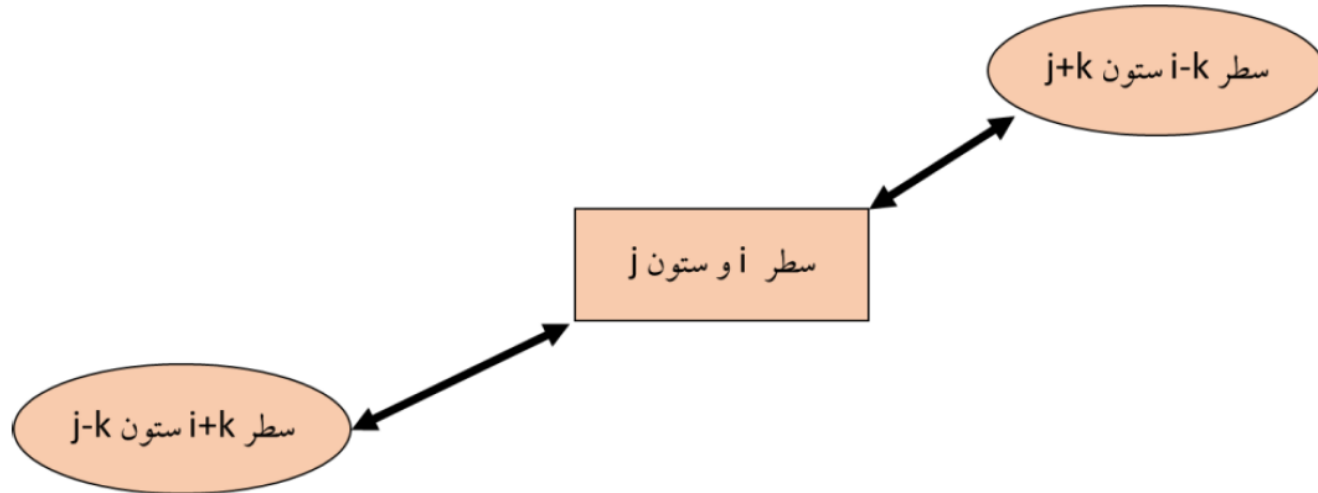 سطر i-k ستون j+k
سطر i و ستون j
سطر i+k ستون j-k